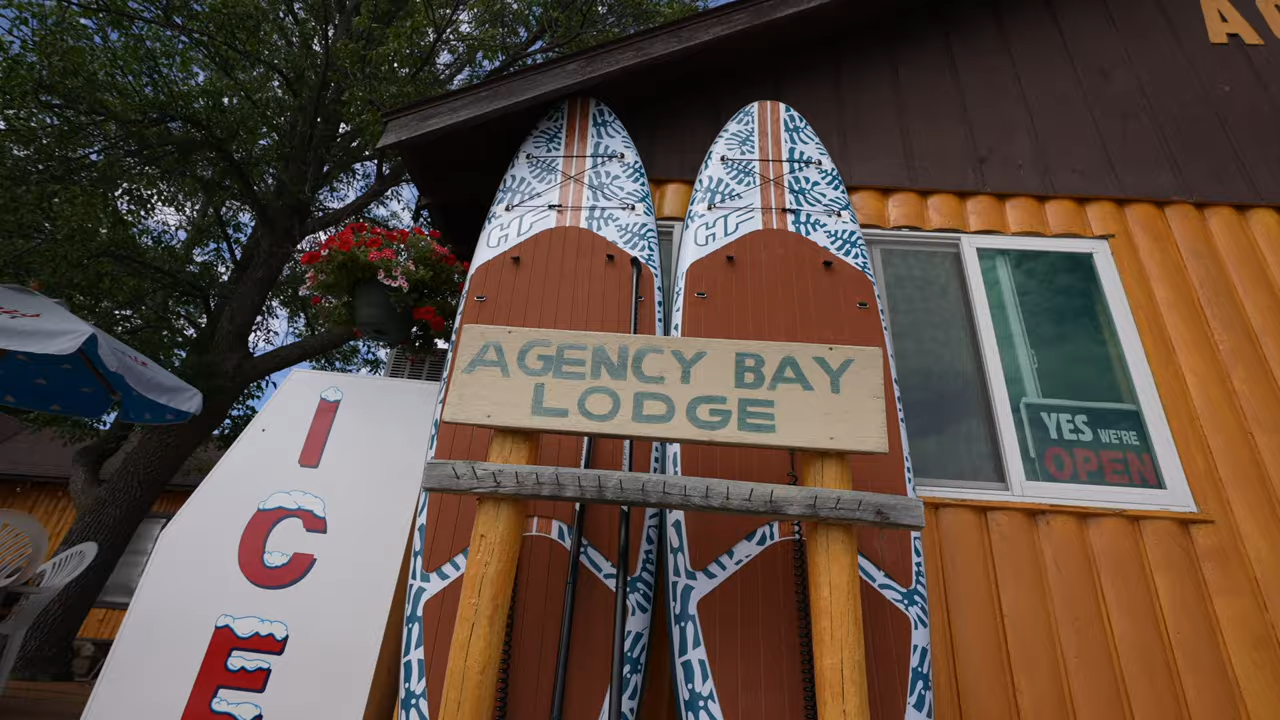 A
HF
HF
AGENCY BAY
LODGE
YES WE'RE
OPEN
ICE